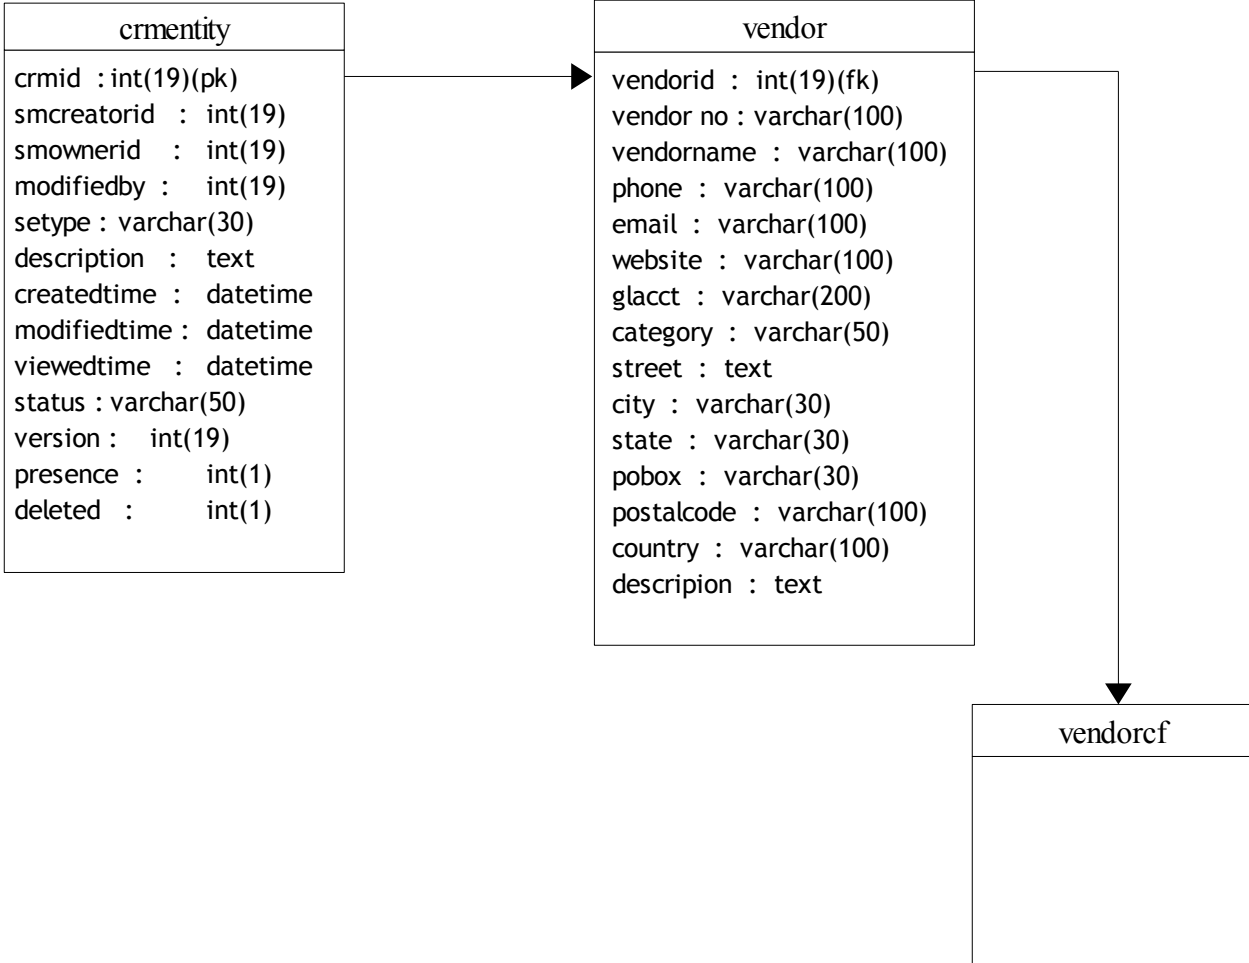 crmentity
crmid : int(19)(pk)
smcreatorid : int(19)
smownerid : int(19)
modifiedby : int(19)
setype : varchar(30)
description : text
createdtime : datetime
modifiedtime : datetime
viewedtime : datetime
status : varchar(50)
version : int(19)
presence : int(1)
deleted : int(1)
vendor
vendorid : int(19)(fk)
vendor no : varchar(100)
vendorname : varchar(100)
phone : varchar(100)
email : varchar(100)
website : varchar(100)
glacct : varchar(200)
category : varchar(50)
street : text
city : varchar(30)
state : varchar(30)
pobox : varchar(30)
postalcode : varchar(100)
country : varchar(100)
descripion : text
vendorcf